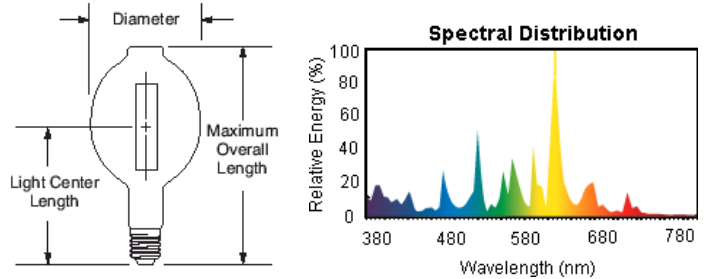 Diameter
Maximum
Overall
Length
Light Center
Length
Spectral Distribution
Relative Energy (%)
100
80
60
40
20
0
380 480 580 680 780
Wavelength (nm)